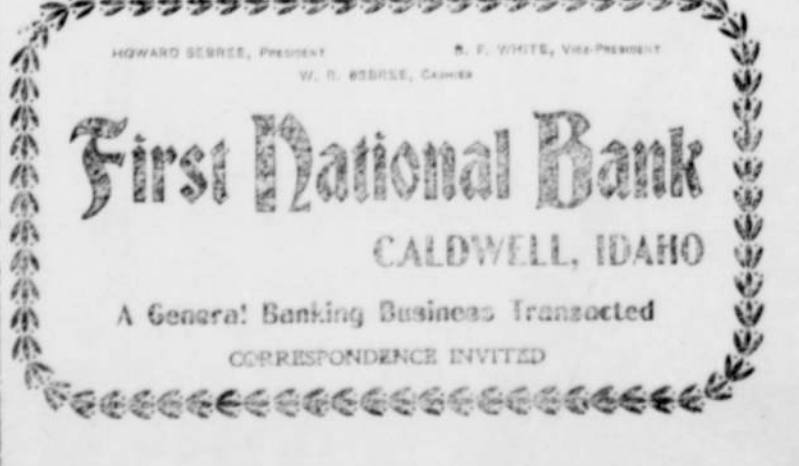 HOWARD SEBREE, PRESIDENT
B. F. WHITE, VICE-PRESIDENT
W. R. SEBREE, CASHIER
First National Bank
CALDWELL, IDAHO
A General Banking Business Transacted
CORRESPONDENCE INVITED